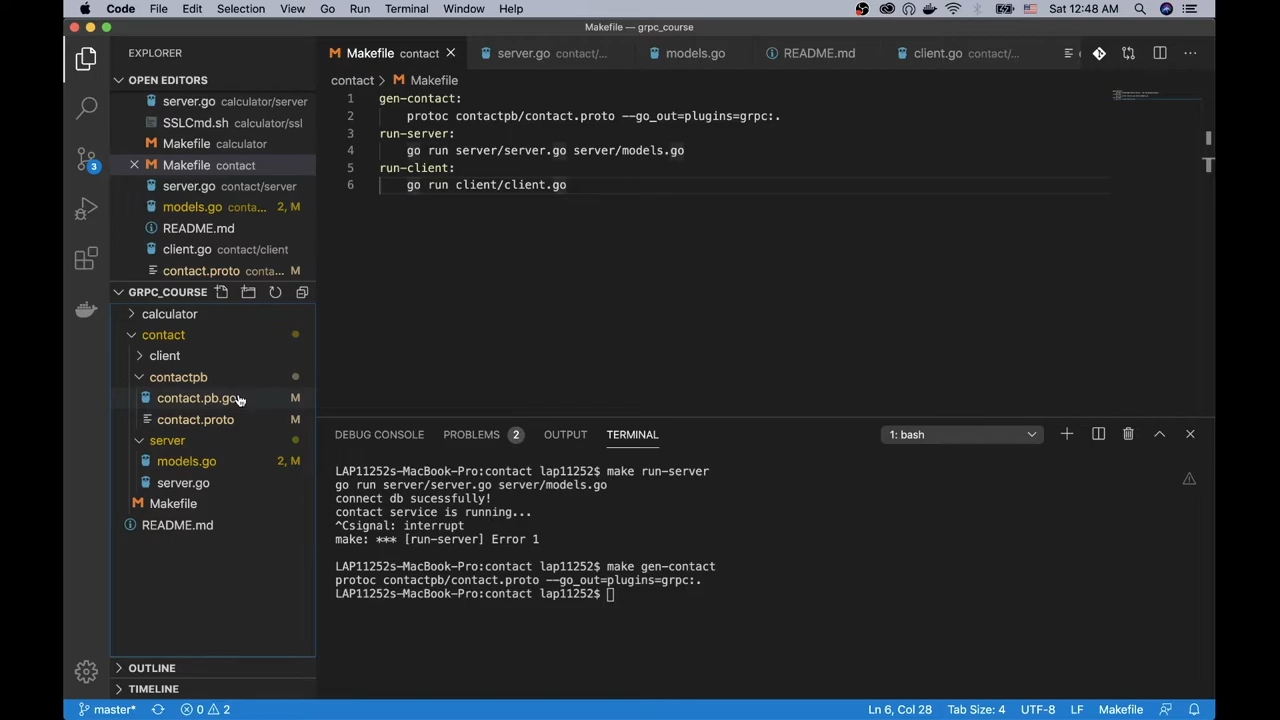 Code File Edit Selection View Go Run Terminal Window Help Sat 12:48 AM
Makefile — grpc_course
EXPLORER
Makefile contact
server.go contact/...
models.go
README.md
client.go contact/...
OPEN EDITORS
contact > Makefile
server.go calculator/server
SSLCmd.sh calculator/ssl
Makefile calculator
Makefile contact
server.go contact/server
models.go conta... 2, M
README.md
client.go contact/client
contact.proto conta... M
1 gen-contact:
2 protoc contactpb/contact.proto --go_out=plugins=grpc:.
3 run-server:
4 go run server/server.go server/models.go
5 run-client:
6 go run client/client.go
3
GRPC_COURSE
calculator
contact
client
contactpb
contact.pb.go M
contact.proto M
server
models.go 2, M
server.go
Makefile
README.md
DEBUG CONSOLE PROBLEMS 2 OUTPUT TERMINAL 1: bash
LAP11252s-MacBook-Pro:contact lap11252$ make run-server
go run server/server.go server/models.go
connect db sucessfully!
contact service is running...
^Csignal: interrupt
make: *** [run-server] Error 1
LAP11252s-MacBook-Pro:contact lap11252$ make gen-contact
protoc contactpb/contact.proto --go_out=plugins=grpc:.
LAP11252s-MacBook-Pro:contact lap11252$
OUTLINE
TIMELINE
master* 0 2 Ln 6, Col 28 Tab Size: 4 UTF-8 LF Makefile